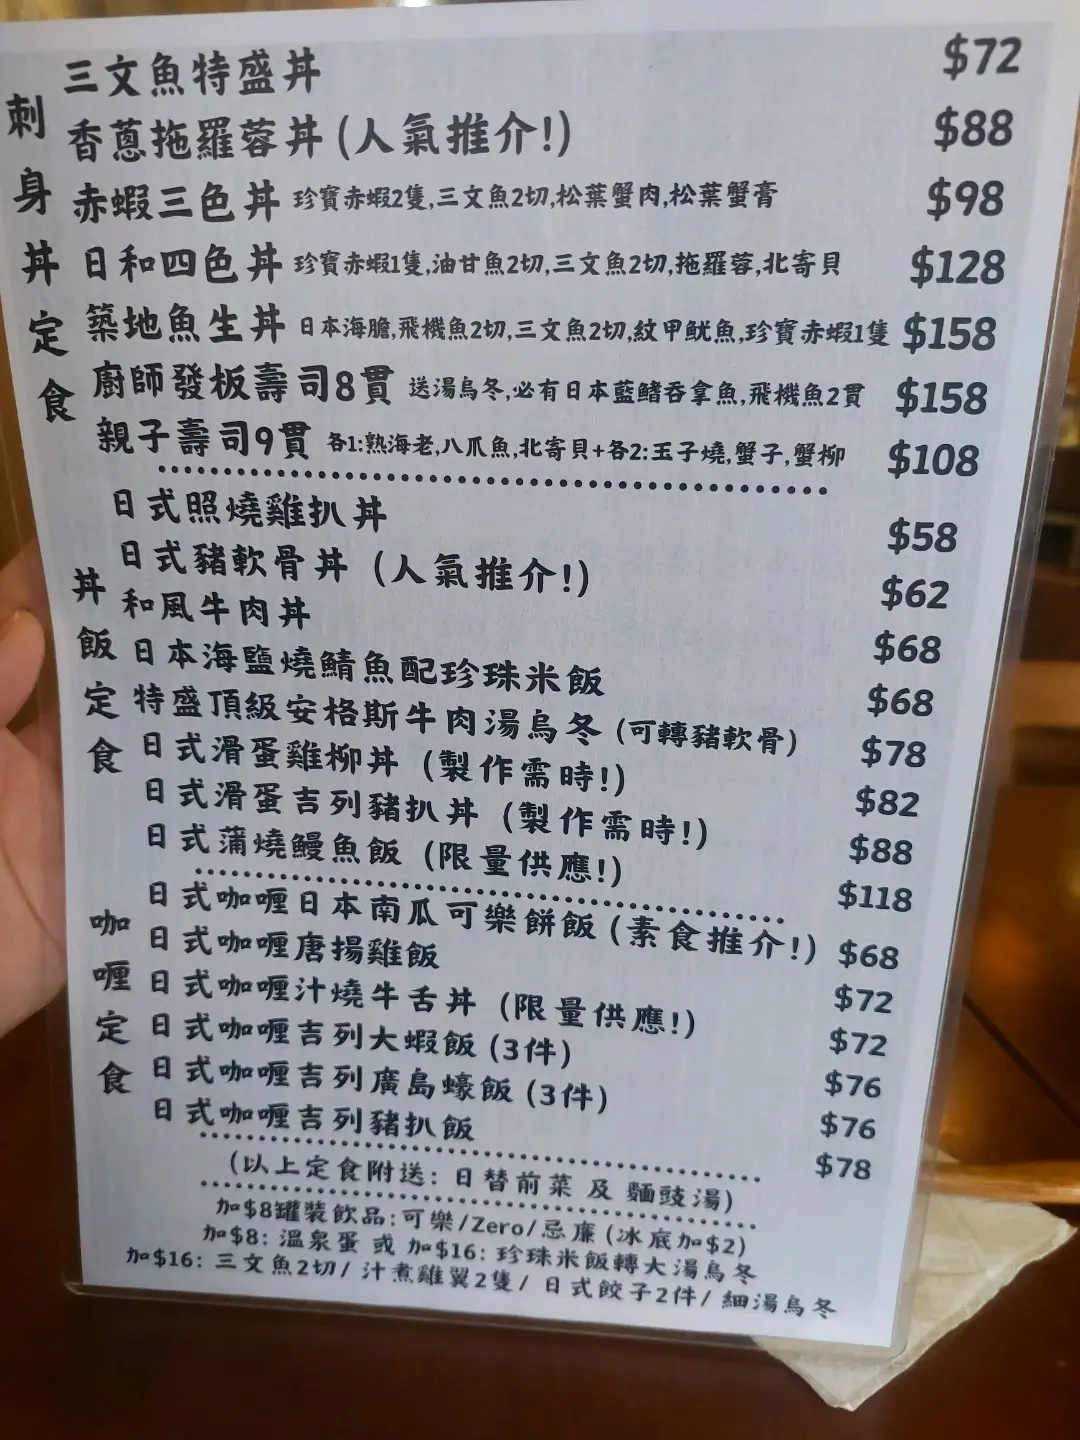 刺身丼定食
三文魚特盛丼 $72
香蔥拖羅蓉丼(人氣推介!) $88
赤蝦三色丼 珍寶赤蝦2隻,三文魚2切,松葉蟹肉,松葉蟹膏 $98
日和四色丼 珍寶赤蝦1隻,油甘魚2切,三文魚2切,拖羅蓉,北寄貝 $128
築地魚生丼 日本海膽,飛機魚2切,三文魚2切,紋甲魷魚,珍寶赤蝦1隻 $158
廚師發板壽司8貫 送湯烏冬,必有日本藍鰭吞拿魚,飛機魚2貫 $158
親子壽司9貫 各1:熟海老,八爪魚,北寄貝+各2:玉子燒,蟹子,蟹柳 $108
丼飯定食
日式照燒雞扒丼 $58
日式豬軟骨丼 (人氣推介!) $62
和風牛肉丼 $68
日本海鹽燒鯖魚配珍珠米飯 $68
特盛頂級安格斯牛肉湯烏冬 (可轉豬軟骨) $78
日式滑蛋雞柳丼 (製作需時!) $82
日式滑蛋吉列豬扒丼 (製作需時!) $88
日式蒲燒鰻魚飯 (限量供應!) $118
咖喱定食
日式咖喱日本南瓜可樂餅飯 (素食推介!) $68
日式咖喱唐揚雞飯 $72
日式咖喱汁燒牛舌丼 (限量供應!) $72
日式咖喱吉列大蝦飯 (3件) $76
日式咖喱吉列廣島蠔飯 (3件) $76
日式咖喱吉列豬扒飯 $78
(以上定食附送: 日替前菜 及 麵豉湯)
加$8罐裝飲品:可樂/Zero/忌廉 (冰底加$2)
加$8: 溫泉蛋 或 加$16: 珍珠米飯轉大湯烏冬
加$16: 三文魚2切/ 汁煮雞翼2隻/ 日式餃子2件/ 細湯烏冬